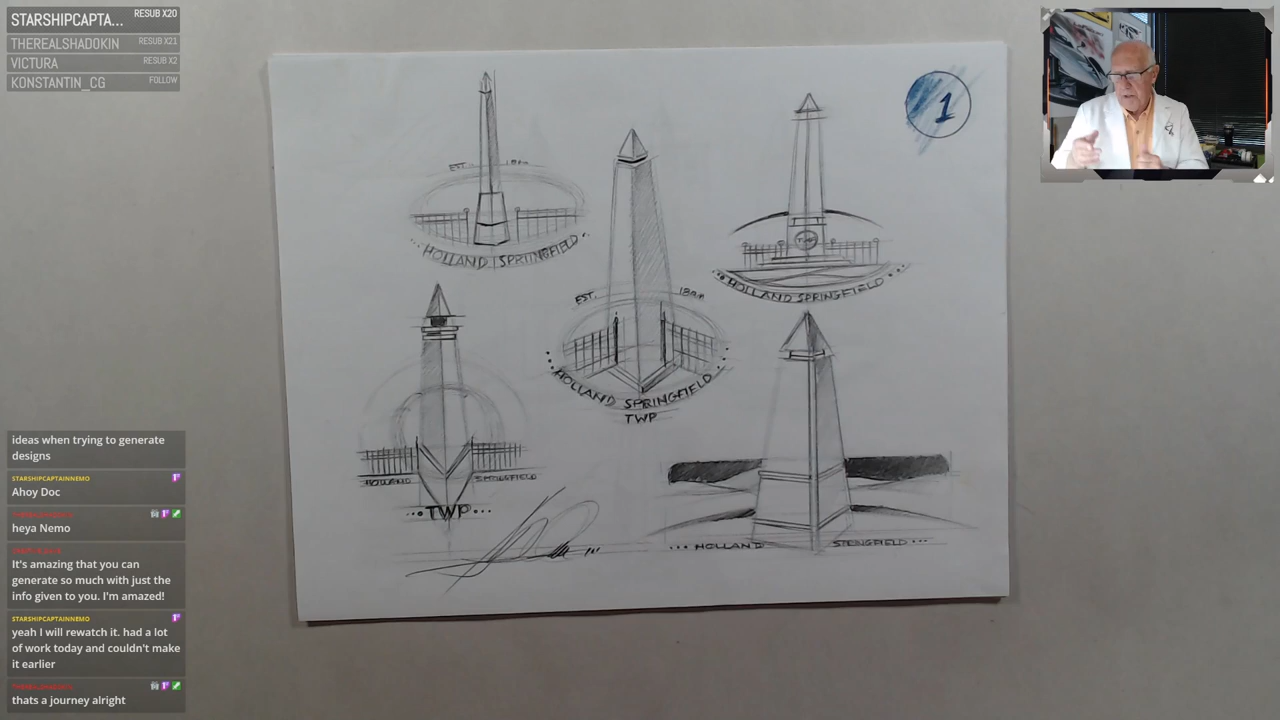 STARSHIPCAPTA...
RESUB X20
THEREALSHADOKIN
RESUB X21
VICTURA
RESUB X2
KONSTANTIN_CG
FOLLOW
1
EST.
HOLLAND SPRINGFIELD
EST.
HOLLAND SPRINGFIELD
TWP
TWP
HOLLAND SPRINGFIELD
HOLLAND
SPRINGFIELD
TWP
HOLLAND
SPRINGFIELD
ideas when trying to generate
designs
STARSHIPCAPTAINNEMO
Ahoy Doc
heya Nemo
It's amazing that you can
generate so much with just the
info given to you. I'm amazed!
STARSHIPCAPTAINNEMO
yeah I will rewatch it. had a lot
of work today and couldn't make
it earlier
thats a journey alright